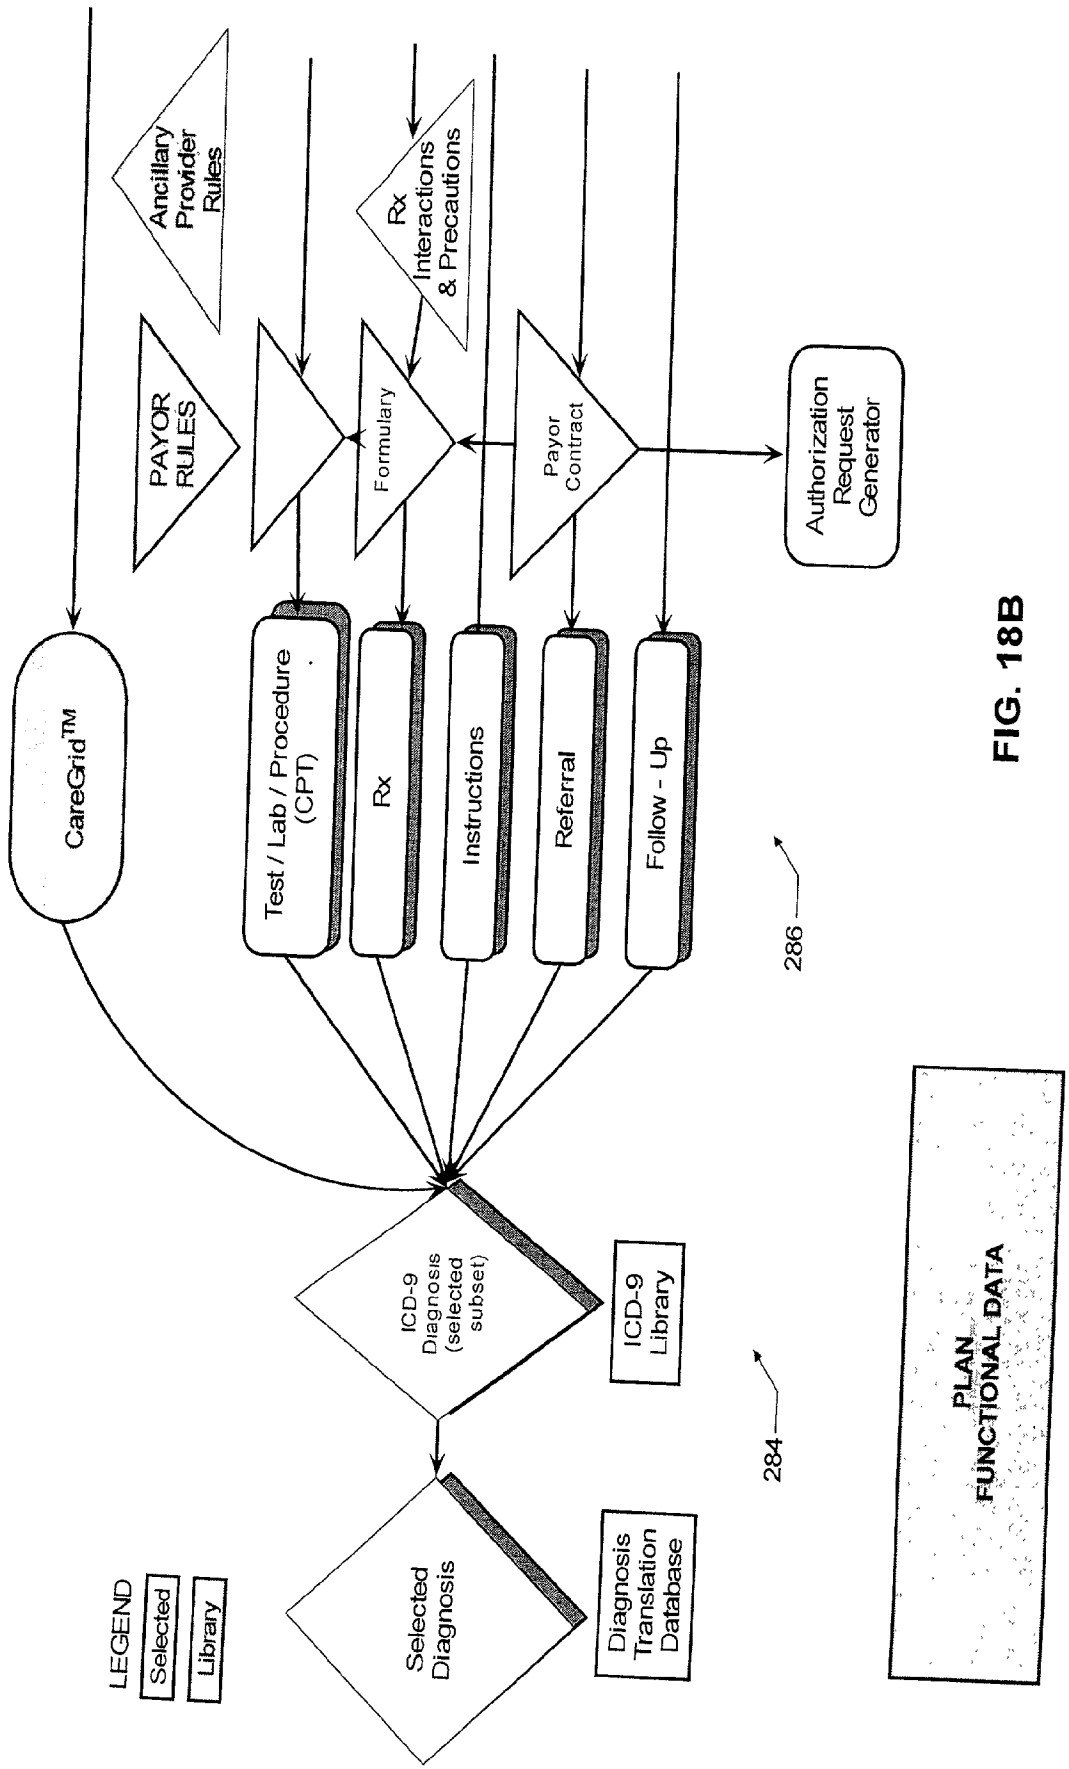 LEGEND
Selected
Library
CareGrid™
PAYOR
RULES
Ancillary
Provider
Rules
Test / Lab / Procedure
(CPT)
Rx
Formulary
Rx
Interactions
& Precautions
Instructions
Referral
Payor
Contract
Follow - Up
Selected
Diagnosis
ICD-9
Diagnosis
(selected
subset)
Diagnosis
Translation
Database
ICD-9
Library
Authorization
Request
Generator
284
286
PLAN
FUNCTIONAL DATA
FIG. 18B